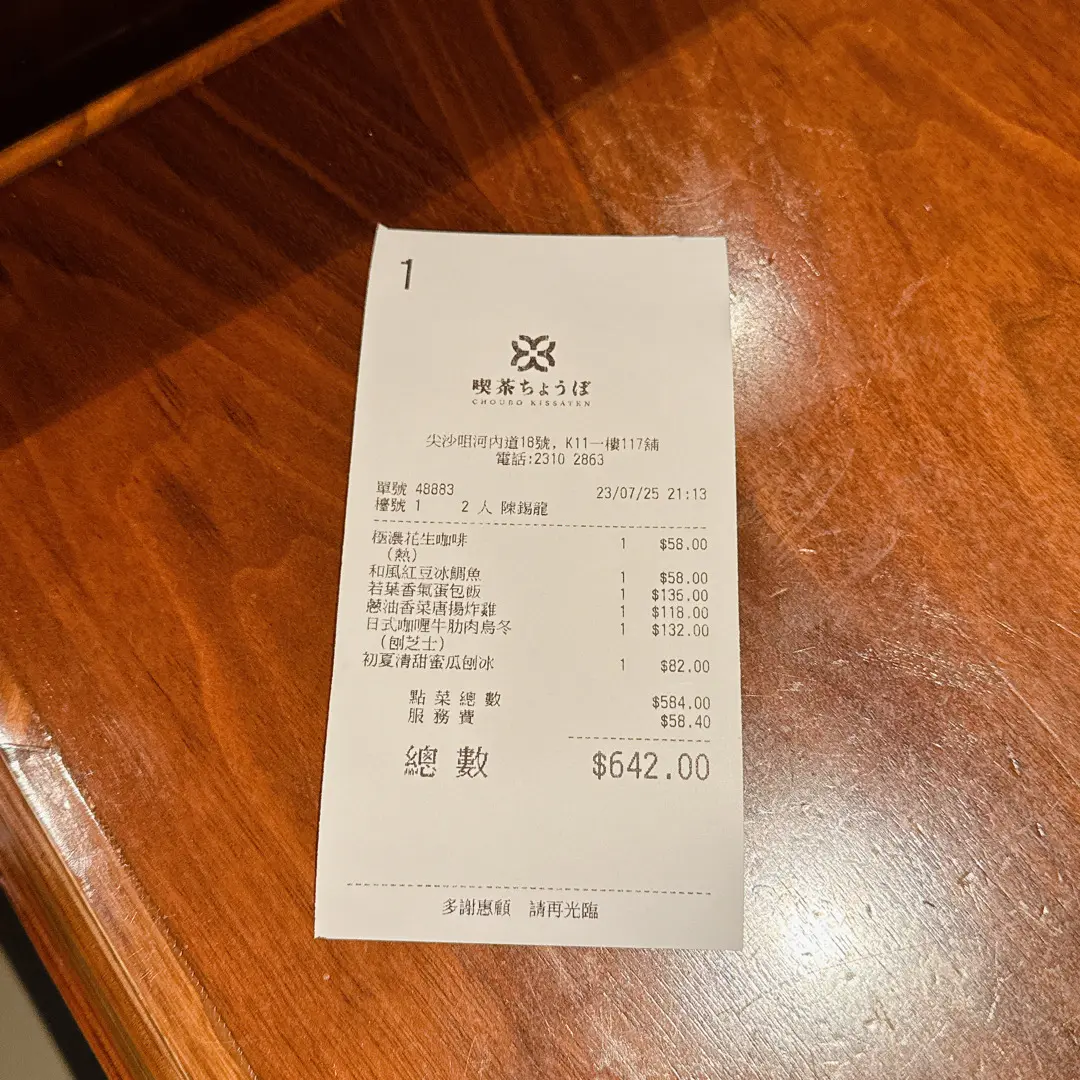 1
喫茶ちょうぼ
CHOUBO KISSATEN
尖沙咀河內道18號, K11一樓117舖
電話:2310 2863
單號 48883 23/07/25 21:13
檯號 1 2 人 陳錫龍
極濃花生咖啡 1 $58.00
(熱)
和風紅豆冰鯛魚 1 $58.00
若葉香氣蛋包飯 1 $136.00
蔥油香菜唐揚炸雞 1 $118.00
日式咖喱牛肋肉烏冬 1 $132.00
(刨芝士)
初夏清甜蜜瓜刨冰 1 $82.00
點菜總數 $584.00
服務費 $58.40
總數 $642.00
多謝惠顧 請再光臨